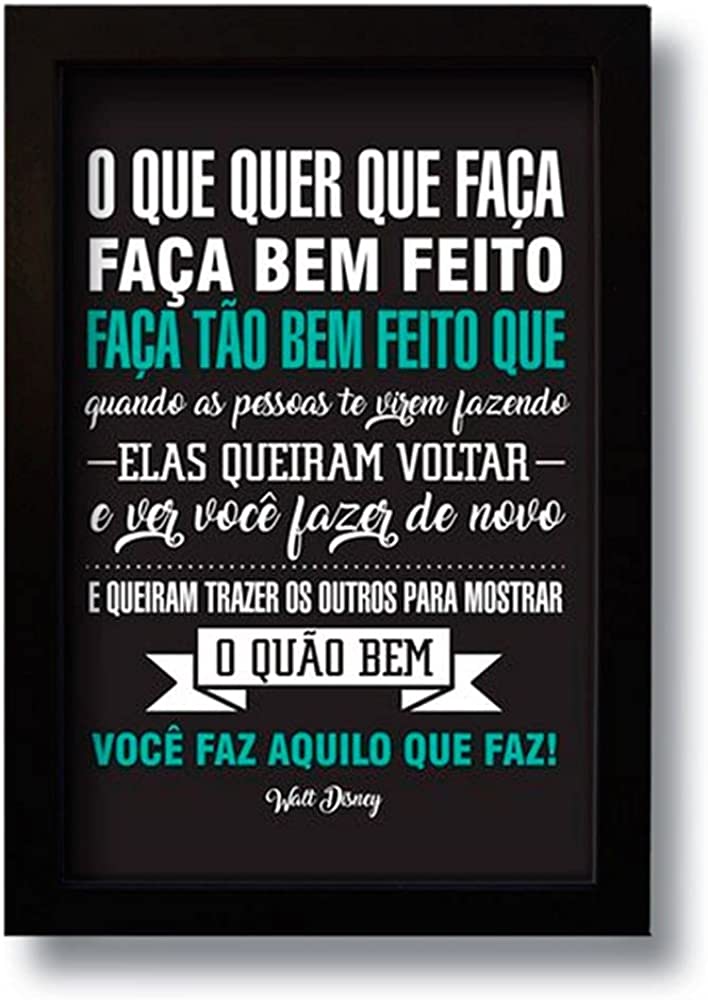 O QUE QUER QUE FAÇA
FAÇA BEM FEITO
FAÇA TÃO BEM FEITO QUE
quando as pessoas te virem fazendo
—ELAS QUEIRAM VOLTAR—
e ver você fazer de novo
E QUEIRAM TRAZER OS OUTROS PARA MOSTRAR
O QUÃO BEM
VOCÊ FAZ AQUILO QUE FAZ!
Walt Disney